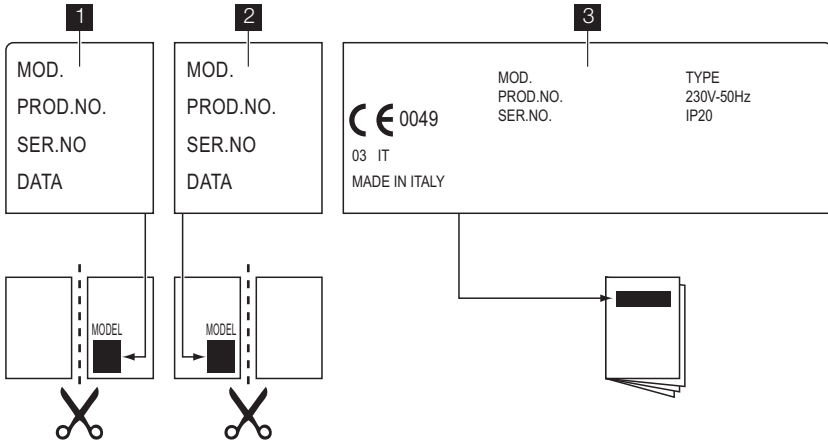 1
MOD.
PROD.NO.
SER.NO
DATA
2
MOD.
PROD.NO.
SER.NO
DATA
3
CE 0049
03 IT
MADE IN ITALY
MOD.
PROD.NO.
SER.NO.
TYPE
230V-50Hz
IP20
MODEL
MODEL